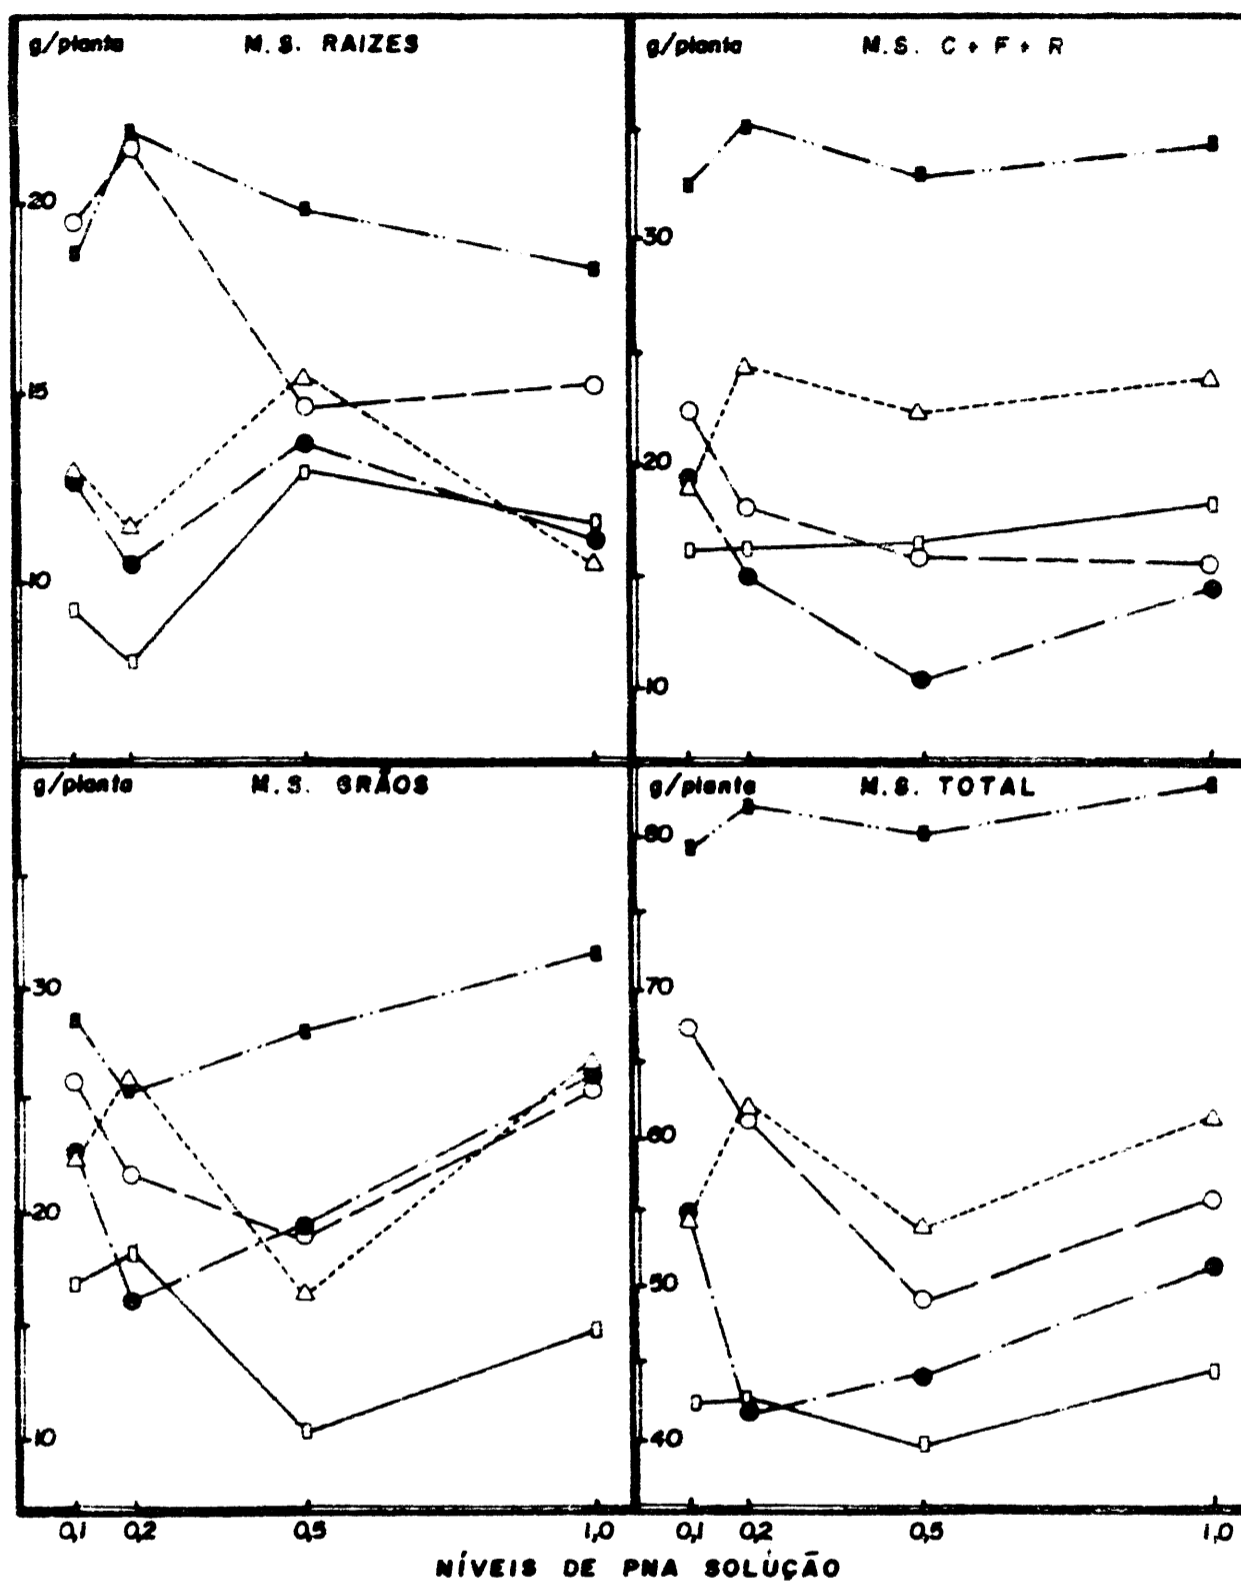 g/planta M.S. RAIZES
20
15
10
g/planta M.S. C + F + R
30
20
10
g/planta M.S. GRÃOS
30
20
10
0,1 0,2 0,5 1,0
g/planta M.S. TOTAL
80
70
60
50
40
0,1 0,2 0,5 1,0
NÍVEIS DE PNA SOLUÇÃO